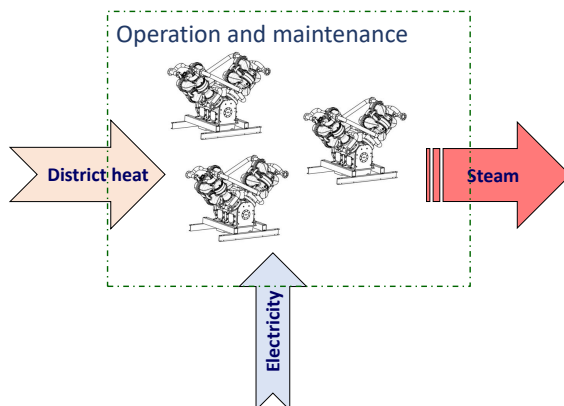 Operation and maintenance
District heat
Steam
Electricity